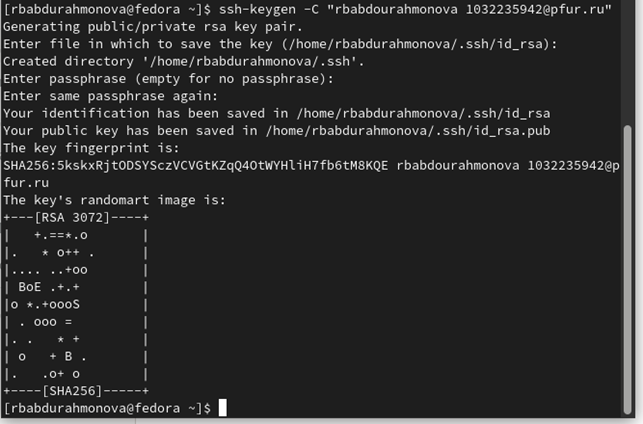 [rbabdurahmonova@fedora ~]$ ssh-keygen -C "rbabdourahmonova 1032235942@pfur.ru"
Generating public/private rsa key pair.
Enter file in which to save the key (/home/rbabdurahmonova/.ssh/id_rsa):
Created directory '/home/rbabdurahmonova/.ssh'.
Enter passphrase (empty for no passphrase):
Enter same passphrase again:
Your identification has been saved in /home/rbabdurahmonova/.ssh/id_rsa
Your public key has been saved in /home/rbabdurahmonova/.ssh/id_rsa.pub
The key fingerprint is:
SHA256:5kskxRjtODSYSczVCVGtKZqQ4OtWYHliH7fb6tM8KQE rbabdourahmonova 1032235942@p
fur.ru
The key's randomart image is:
+---[RSA 3072]----+
|   +.==*.o       |
|.   * o++ .      |
|.... ..+oo       |
| BoE .+.+        |
|o *.+oooS        |
| . ooo =         |
|. .   * +        |
| o   + B .       |
|.   .o+ o        |
+----[SHA256]-----+
[rbabdurahmonova@fedora ~]$